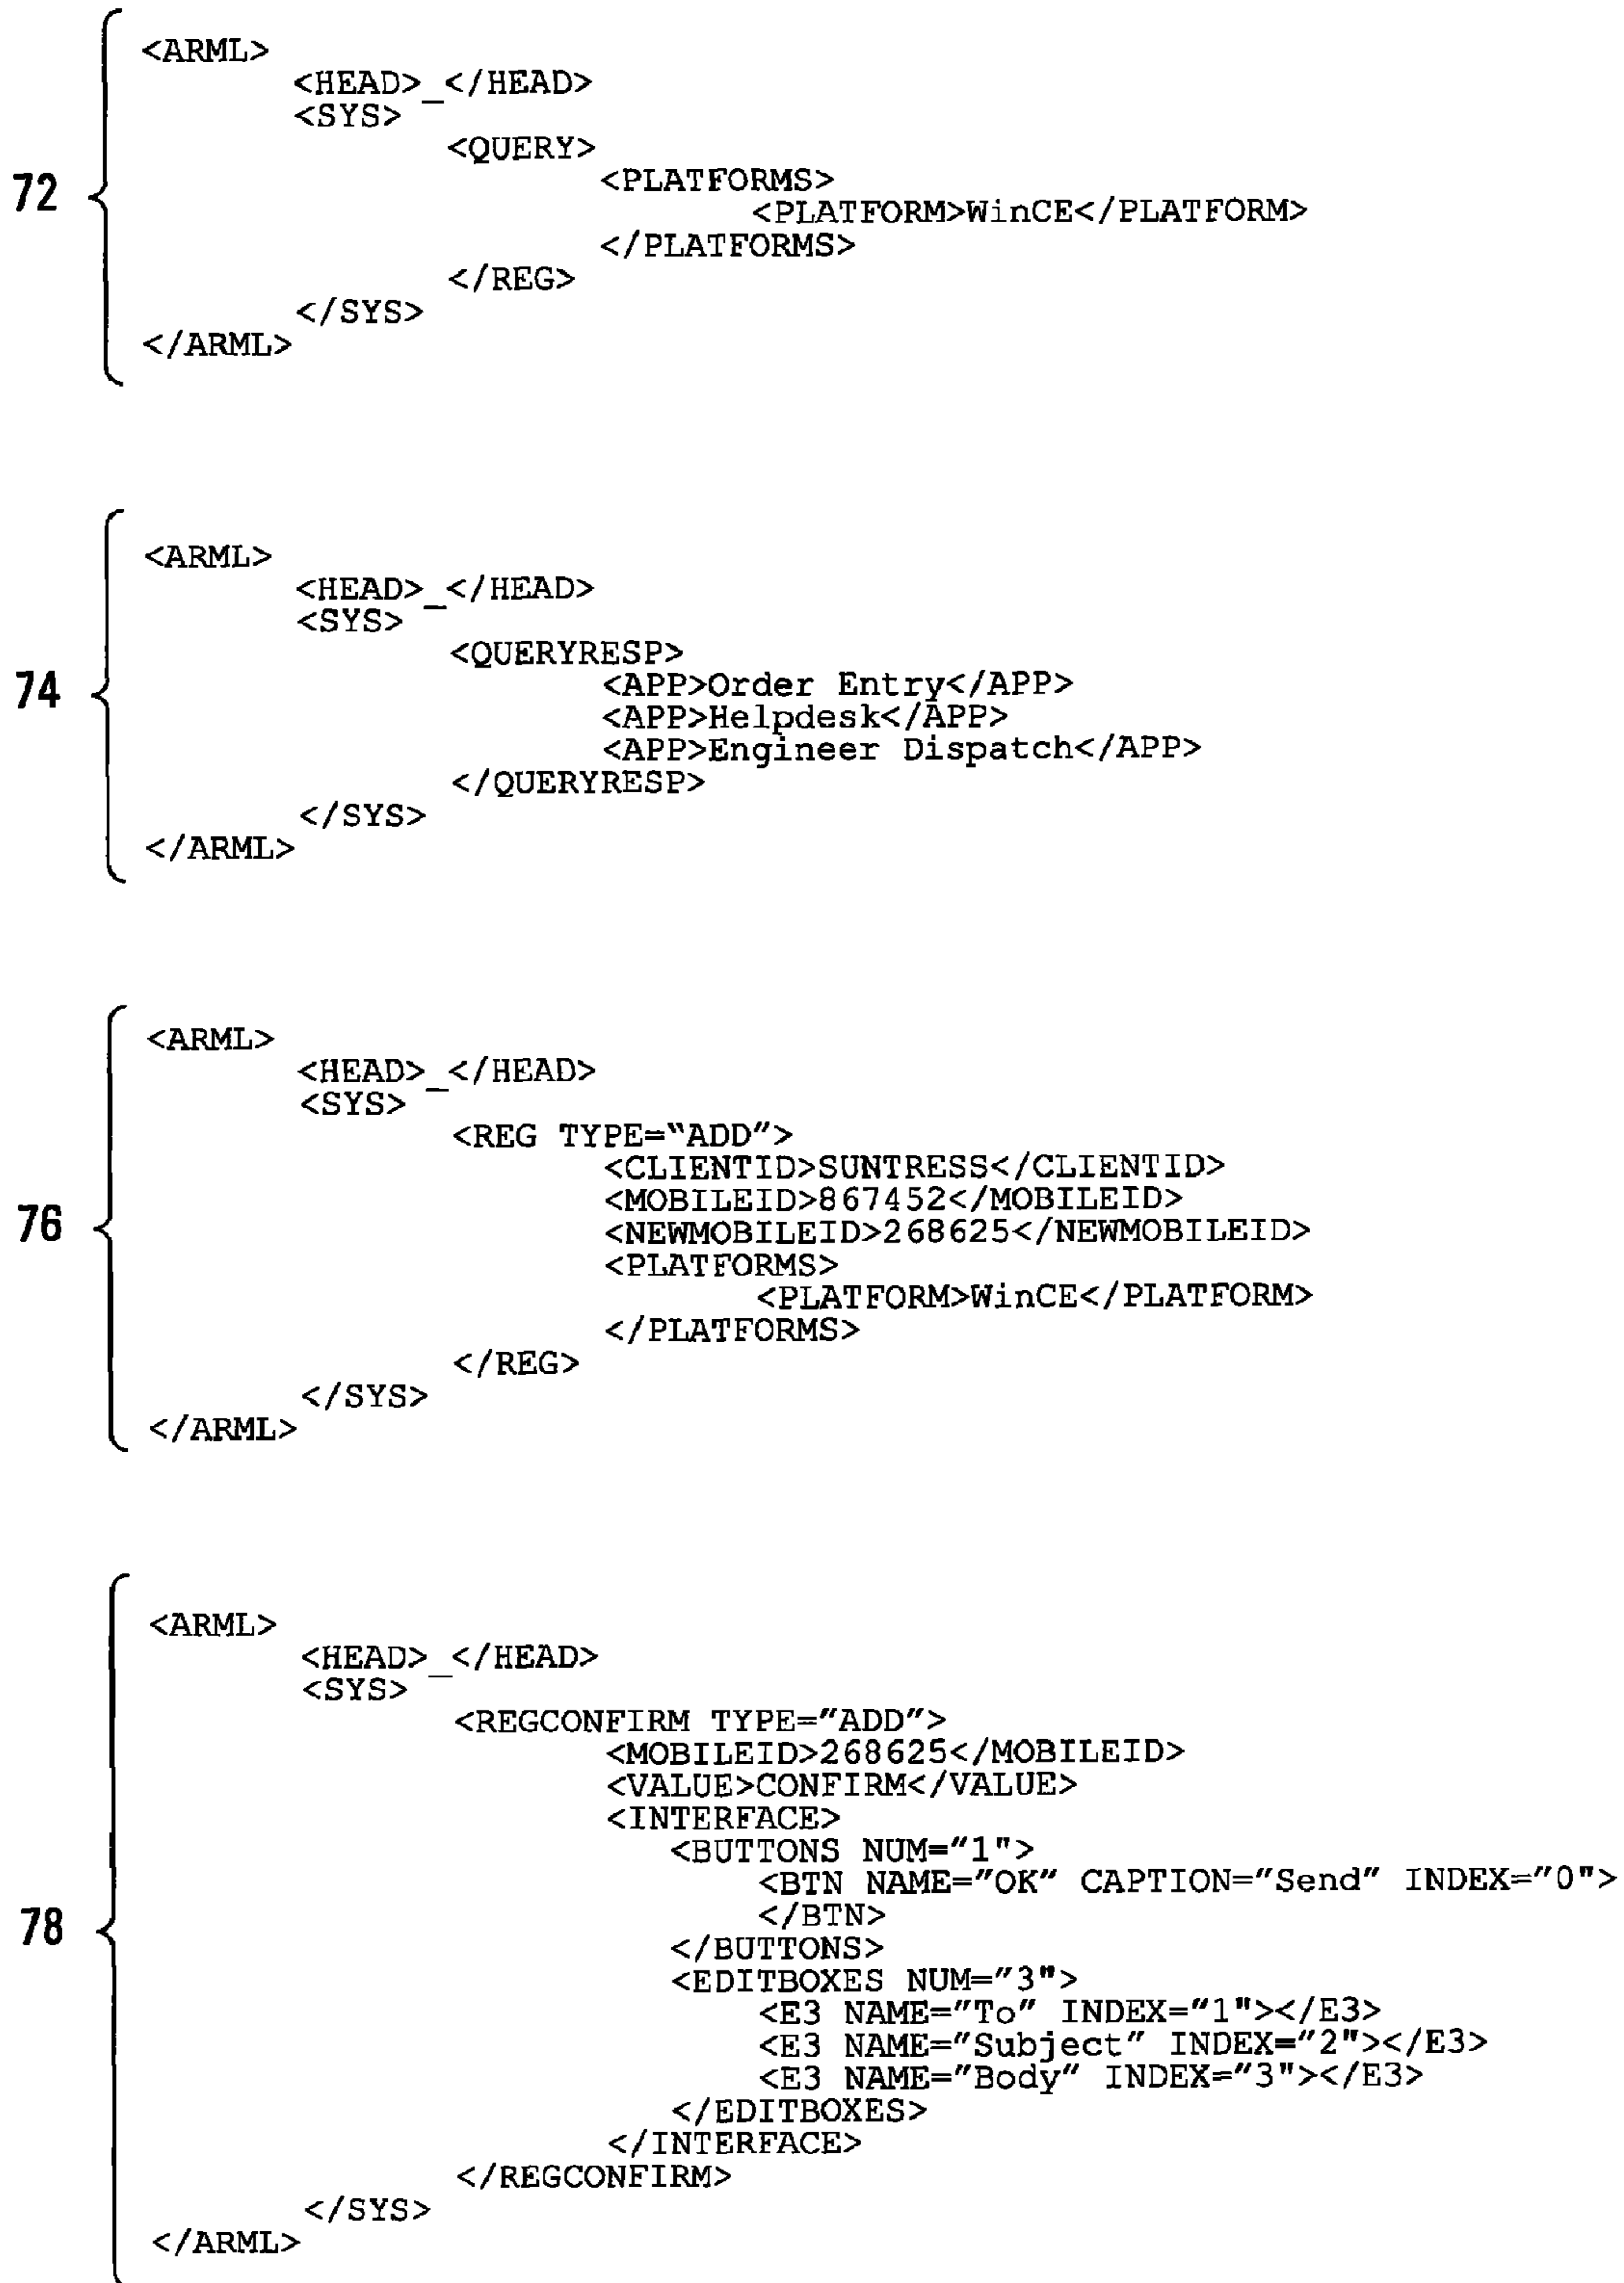 <ARML>
<HEAD>_</HEAD>
<SYS>
<QUERY>
<PLATFORMS>
72
<PLATFORM>WinCE</PLATFORM>
</PLATFORMS>
</REG>
</SYS>
</ARML>
<ARML>
<HEAD>_</HEAD>
<SYS>
<QUERYRESP>
74
<APP>Order Entry</APP>
<APP>Helpdesk</APP>
<APP>Engineer Dispatch</APP>
</QUERYRESP>
</SYS>
</ARML>
<ARML>
<HEAD>_</HEAD>
<SYS>
<REG TYPE="ADD">
<CLIENTID>SUNTRESS</CLIENTID>
<MOBILEID>867452</MOBILEID>
76
<NEWMOBILEID>268625</NEWMOBILEID>
<PLATFORMS>
<PLATFORM>WinCE</PLATFORM>
</PLATFORMS>
</REG>
</SYS>
</ARML>
<ARML>
<HEAD>_</HEAD>
<SYS>
<REGCONFIRM TYPE="ADD">
<MOBILEID>268625</MOBILEID>
<VALUE>CONFIRM</VALUE>
<INTERFACE>
<BUTTONS NUM="1">
<BTN NAME="OK" CAPTION="Send" INDEX="0">
</BTN>
78
</BUTTONS>
<EDITBOXES NUM="3">
<E3 NAME="To" INDEX="1"></E3>
<E3 NAME="Subject" INDEX="2"></E3>
<E3 NAME="Body" INDEX="3"></E3>
</EDITBOXES>
</INTERFACE>
</REGCONFIRM>
</SYS>
</ARML>